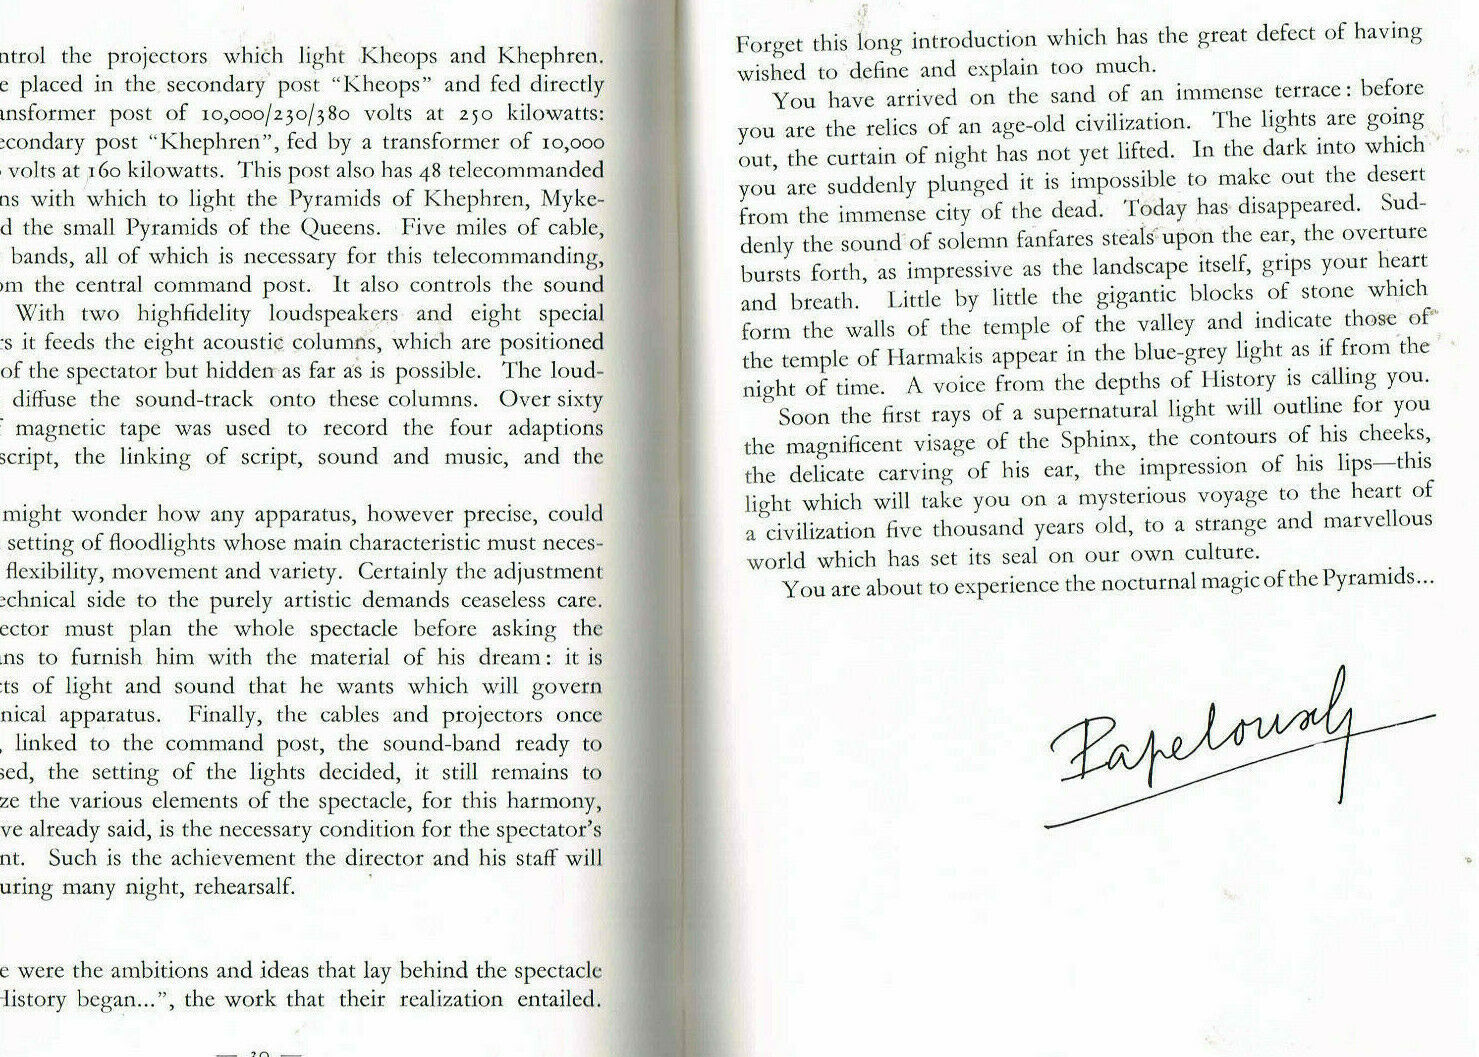 ntrol the projectors which light Kheops and Khephren.
e placed in the secondary post “Kheops” and fed directly
ansformer post of 10,000/230/380 volts at 250 kilowatts:
econdary post “Khephren”, fed by a transformer of 10,000
volts at 160 kilowatts. This post also has 48 telecommanded
ns with which to light the Pyramids of Khephren, Myke-
d the small Pyramids of the Queens. Five miles of cable,
bands, all of which is necessary for this telecommanding,
om the central command post. It also controls the sound
With two highfidelity loudspeakers and eight special
rs it feeds the eight acoustic columns, which are positioned
of the spectator but hidden as far as is possible. The loud-
diffuse the sound-track onto these columns. Over sixty
f magnetic tape was used to record the four adaptions
script, the linking of script, sound and music, and the
might wonder how any apparatus, however precise, could
setting of floodlights whose main characteristic must neces-
flexibility, movement and variety. Certainly the adjustment
echnical side to the purely artistic demands ceaseless care.
ector must plan the whole spectacle before asking the
ans to furnish him with the material of his dream: it is
cts of light and sound that he wants which will govern
nical apparatus. Finally, the cables and projectors once
, linked to the command post, the sound-band ready to
sed, the setting of the lights decided, it still remains to
ze the various elements of the spectacle, for this harmony,
ve already said, is the necessary condition for the spectator’s
nt. Such is the achievement the director and his staff will
uring many night, rehearsalf.
e were the ambitions and ideas that lay behind the spectacle
History began...”, the work that their realization entailed.
Forget this long introduction which has the great defect of having
wished to define and explain too much.
You have arrived on the sand of an immense terrace: before
you are the relics of an age-old civilization. The lights are going
out, the curtain of night has not yet lifted. In the dark into which
you are suddenly plunged it is impossible to make out the desert
from the immense city of the dead. Today has disappeared. Sud-
denly the sound of solemn fanfares steals upon the ear, the overture
bursts forth, as impressive as the landscape itself, grips your heart
and breath. Little by little the gigantic blocks of stone which
form the walls of the temple of the valley and indicate those of
the temple of Harmakis appear in the blue-grey light as if from the
night of time. A voice from the depths of History is calling you.
Soon the first rays of a supernatural light will outline for you
the magnificent visage of the Sphinx, the contours of his cheeks,
the delicate carving of his ear, the impression of his lips—this
light which will take you on a mysterious voyage to the heart of
a civilization five thousand years old, to a strange and marvellous
world which has set its seal on our own culture.
You are about to experience the nocturnal magic of the Pyramids...